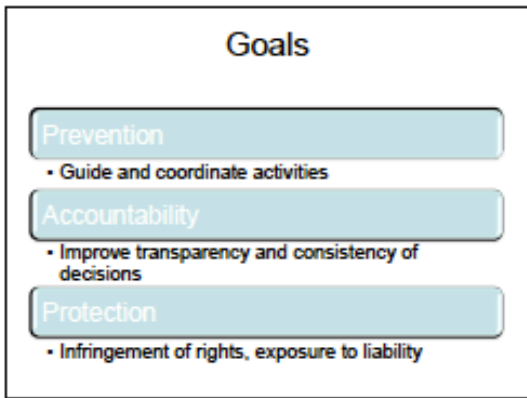 Goals
Prevention
• Guide and coordinate activities
Accountability
• Improve transparency and consistency of
decisions
Protection
• Infringement of rights, exposure to liability